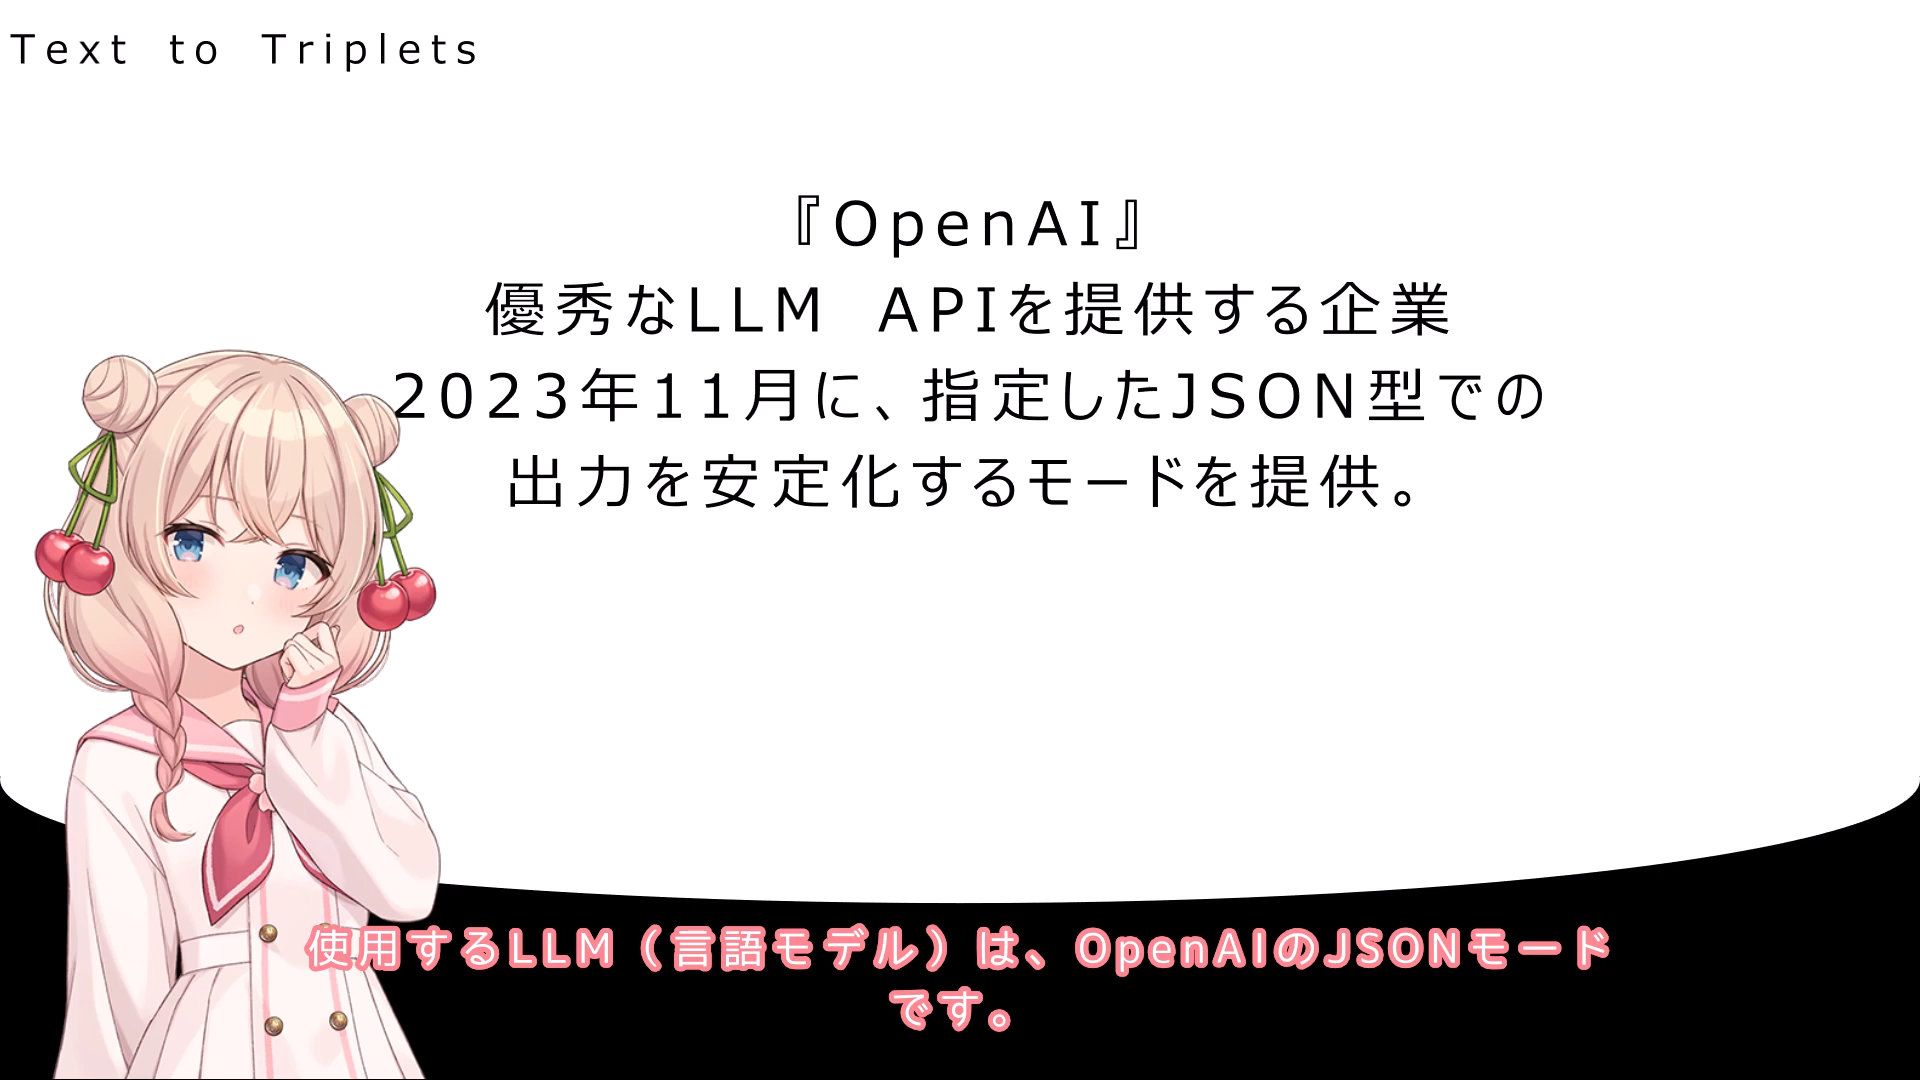 Text to Triplets
『OpenAI』
優秀なLLM APIを提供する企業
2023年11月に、指定したJSON型での
出力を安定化するモードを提供。
使用するLLM（言語モデル）は、OpenAIのJSONモード
です。